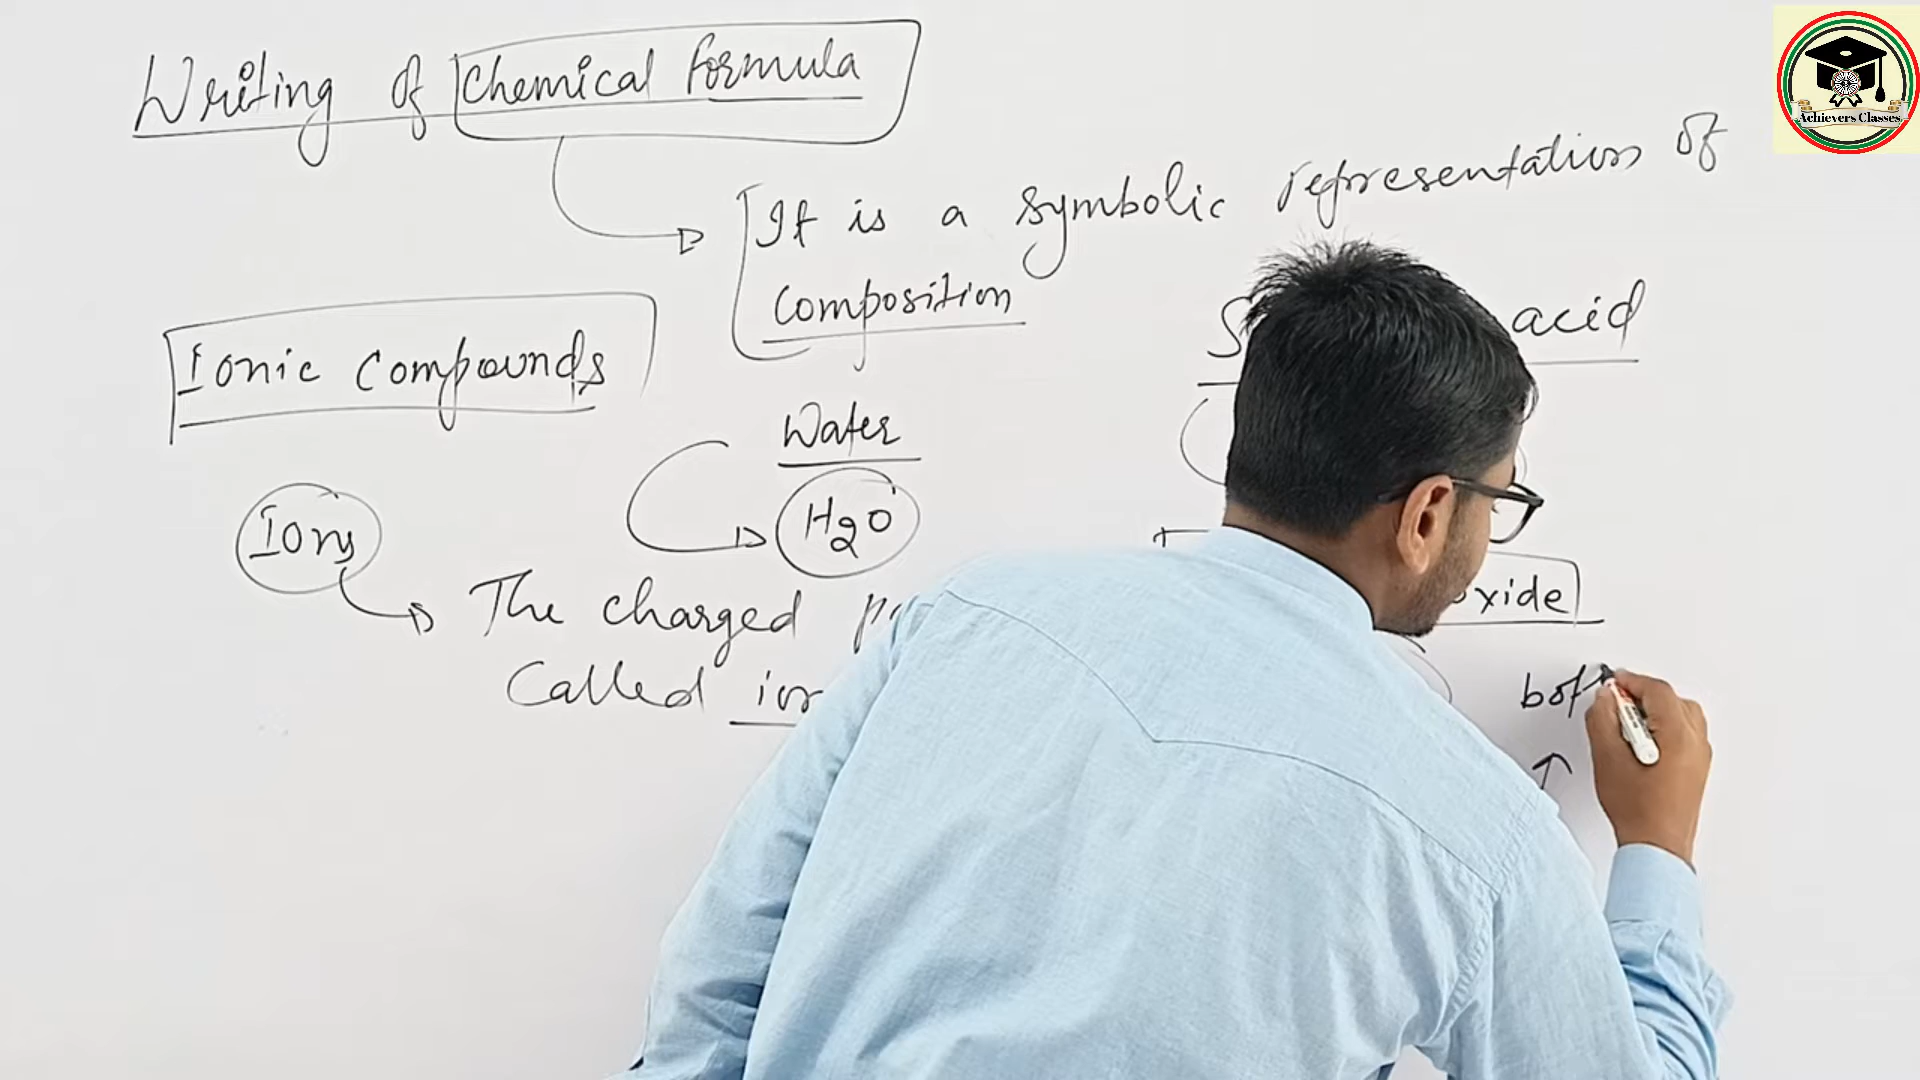 Writing of Chemical formula
It is a symbolic representation of
composition
acid
Ionic Compounds
Water
H2O
Ions
The charged
Called
Achievers Classes